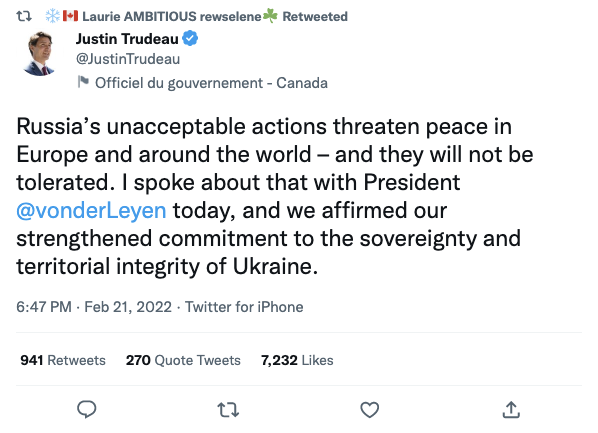 ❄️🇨🇦 Laurie AMBITIOUS rewselene☘️ Retweeted
Justin Trudeau
@JustinTrudeau
Officiel du gouvernement - Canada
Russia’s unacceptable actions threaten peace in
Europe and around the world – and they will not be
tolerated. I spoke about that with President
@vonderLeyen today, and we affirmed our
strengthened commitment to the sovereignty and
territorial integrity of Ukraine.
6:47 PM · Feb 21, 2022 · Twitter for iPhone
941 Retweets 270 Quote Tweets 7,232 Likes